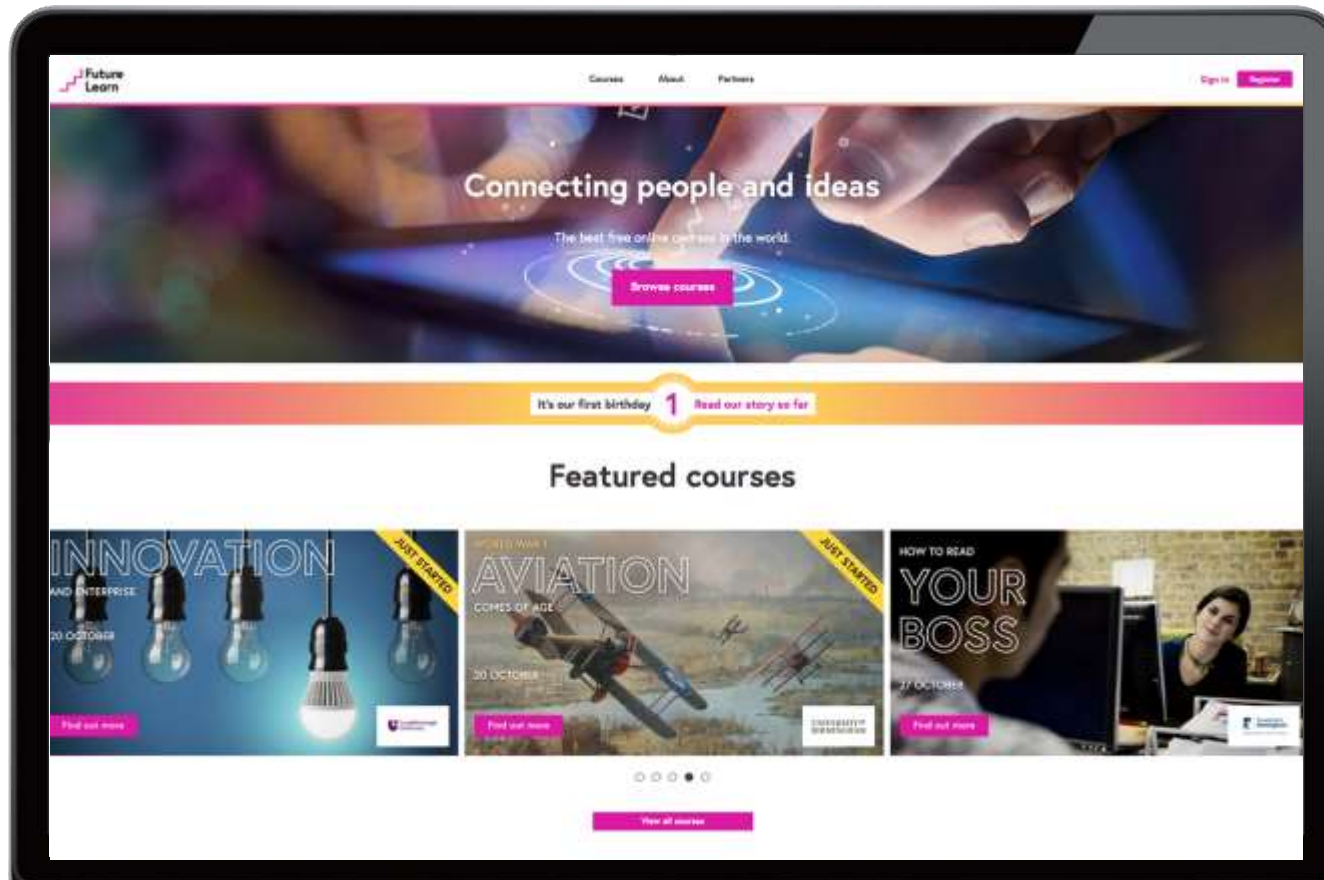 Future
Learn
Courses About Partners
Sign in Register
Connecting people and ideas
The best free online courses in the world.
Browse courses
It's our first birthday 1 Read our story so far
Featured courses
INNOVATION
AND ENTERPRISE
20 OCTOBER
JUST STARTED
Find out more
WORLD WAR 1
AVIATION
COMES OF AGE
20 OCTOBER
JUST STARTED
Find out more
UNIVERSITY OF
BIRMINGHAM
HOW TO READ
YOUR
BOSS
27 OCTOBER
Find out more
View all courses